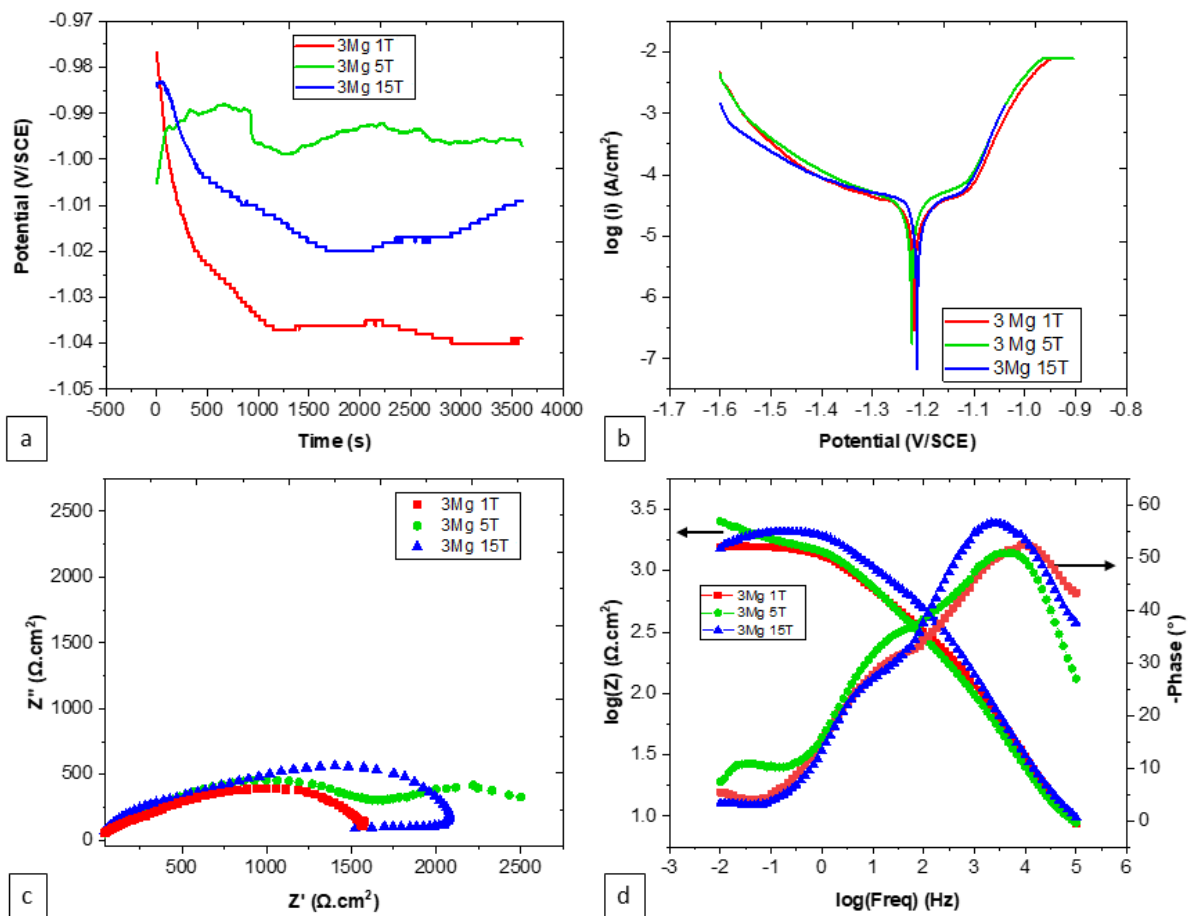 -0.97
-0.98
-0.99
-1.00
-1.01
-1.02
-1.03
-1.04
-1.05
Potential (V/SCE)
3Mg 1T
3Mg 5T
3Mg 15T
-500 0 500 1000 1500 2000 2500 3000 3500 4000
Time (s)
a
-2
-3
-4
-5
-6
-7
log (i) (A/cm²)
3 Mg 1T
3 Mg 5T
3Mg 15T
-1.7 -1.6 -1.5 -1.4 -1.3 -1.2 -1.1 -1.0 -0.9 -0.8
Potential (V/SCE)
b
2500
2000
1500
1000
500
0
Z" (Ω.cm²)
3Mg 1T
3Mg 5T
3Mg 15T
500 1000 1500 2000 2500
Z' (Ω.cm²)
c
3.5
3.0
2.5
2.0
1.5
1.0
log(Z) (Ω.cm²)
3Mg 1T
3Mg 5T
3Mg 15T
60
50
40
30
20
10
0
-Phase (°)
-3 -2 -1 0 1 2 3 4 5 6
log(Freq) (Hz)
d